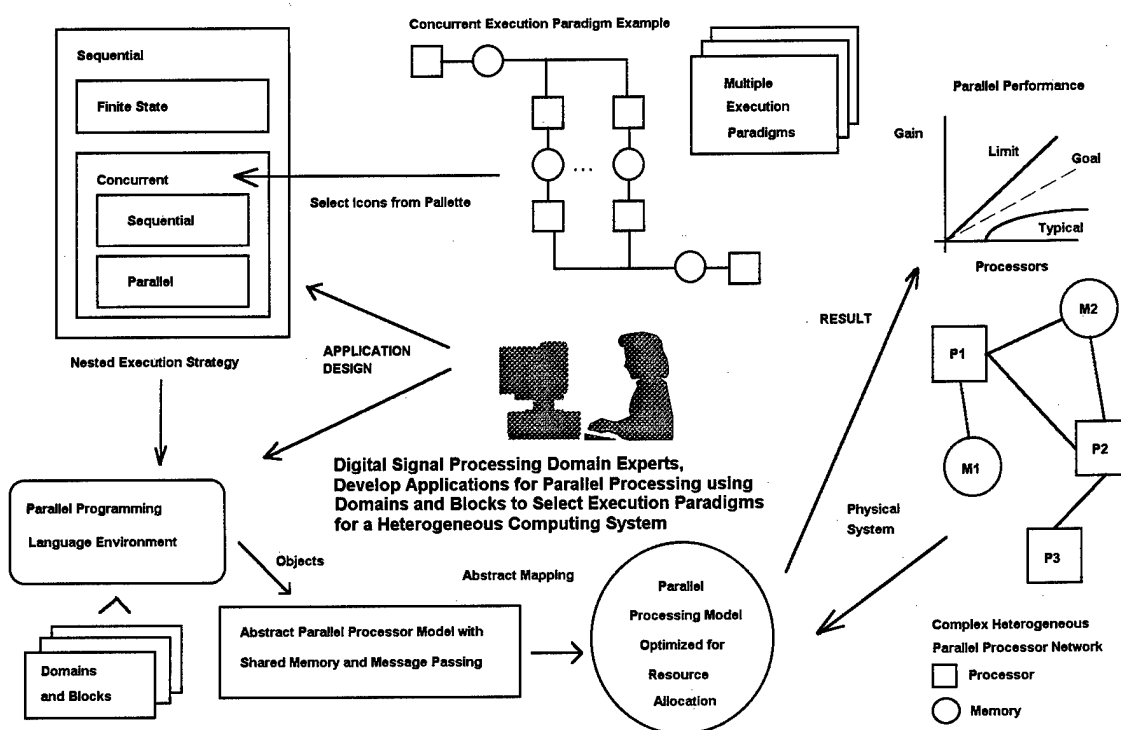 Concurrent Execution Paradigm Example
Sequential
Finite State
Concurrent
Sequential
Parallel
Nested Execution Strategy
Select Icons from Pallette
...
Multiple
Execution
Paradigms
Parallel Performance
Gain
Limit
Goal
Typical
Processors
APPLICATION
DESIGN
RESULT
Digital Signal Processing Domain Experts,
Develop Applications for Parallel Processing using
Domains and Blocks to Select Execution Paradigms
for a Heterogeneous Computing System
M2
P1
P2
M1
P3
Physical
System
Parallel Programming
Language Environment
Objects
Abstract Mapping
Domains
and Blocks
Abstract Parallel Processor Model with
Shared Memory and Message Passing
Parallel
Processing Model
Optimized for
Resource
Allocation
Complex Heterogeneous
Parallel Processor Network
Processor
Memory